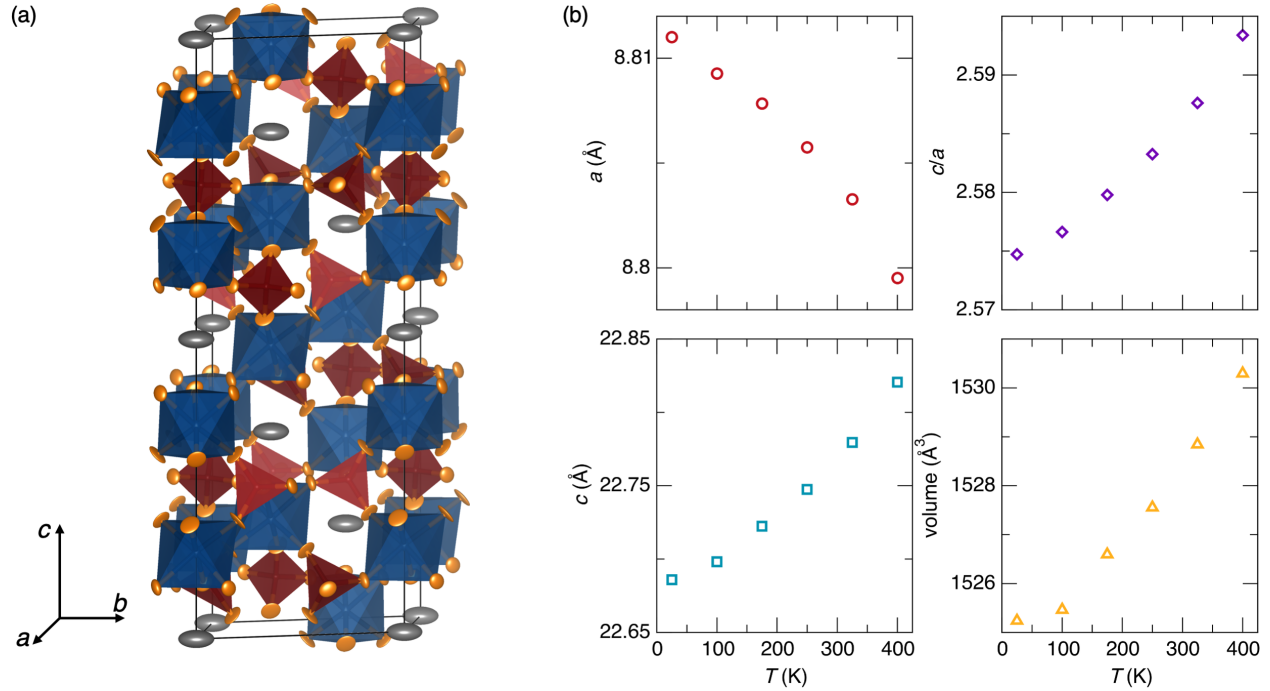 (a)
c
b
a
(b)
8.81
8.8
a (Å)
2.59
2.58
2.57
c/a
22.85
22.75
22.65
c (Å)
0 100 200 300 400
T (K)
1530
1528
1526
volume (Å³)
0 100 200 300 400
T (K)